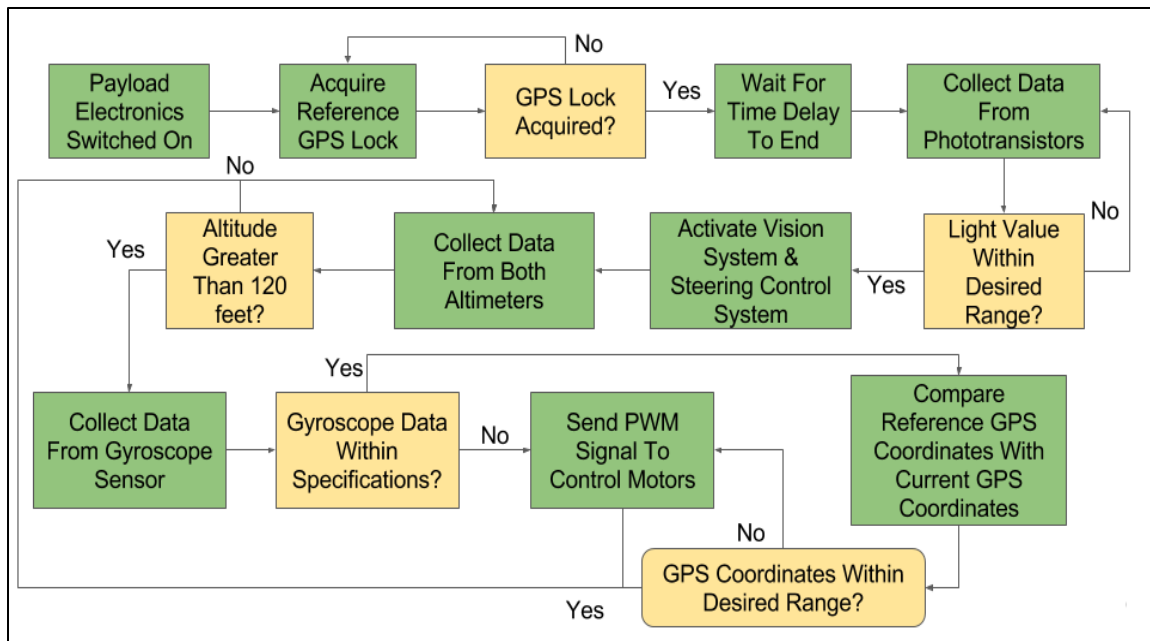 No
Payload
Electronics
Switched On
Acquire
Reference
GPS Lock
GPS Lock
Acquired?
Yes
Wait For
Time Delay
To End
Collect Data
From
Phototransistors
No
Yes
Altitude
Greater
Than 120
feet?
Collect Data
From Both
Altimeters
Activate Vision
System &
Steering Control
System
Yes
Light Value
Within
Desired
Range?
No
Yes
Collect Data
From Gyroscope
Sensor
Gyroscope Data
Within
Specifications?
No
Send PWM
Signal To
Control Motors
Compare
Reference GPS
Coordinates With
Current GPS
Coordinates
No
Yes
GPS Coordinates Within
Desired Range?